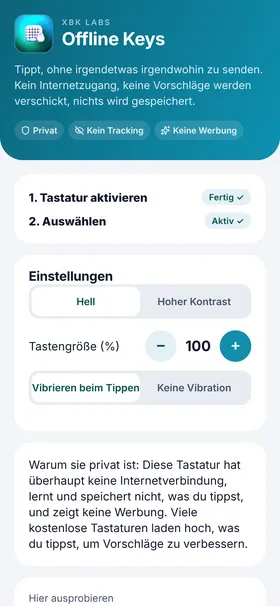 XBK LABS
Offline Keys
Tippt, ohne irgendetwas irgendwohin zu senden.
Kein Internetzugang, keine Vorschläge werden
verschickt, nichts wird gespeichert.
Privat
Kein Tracking
Keine Werbung
1. Tastatur aktivieren
Fertig ✓
2. Auswählen
Aktiv ✓
Einstellungen
Hell
Hoher Kontrast
Tastengröße (%)
− 100 +
Vibrieren beim Tippen
Keine Vibration
Warum sie privat ist: Diese Tastatur hat
überhaupt keine Internetverbindung,
lernt und speichert nicht, was du tippst,
und zeigt keine Werbung. Viele
kostenlose Tastaturen laden hoch, was
du tippst, um Vorschläge zu verbessern.
Hier ausprobieren